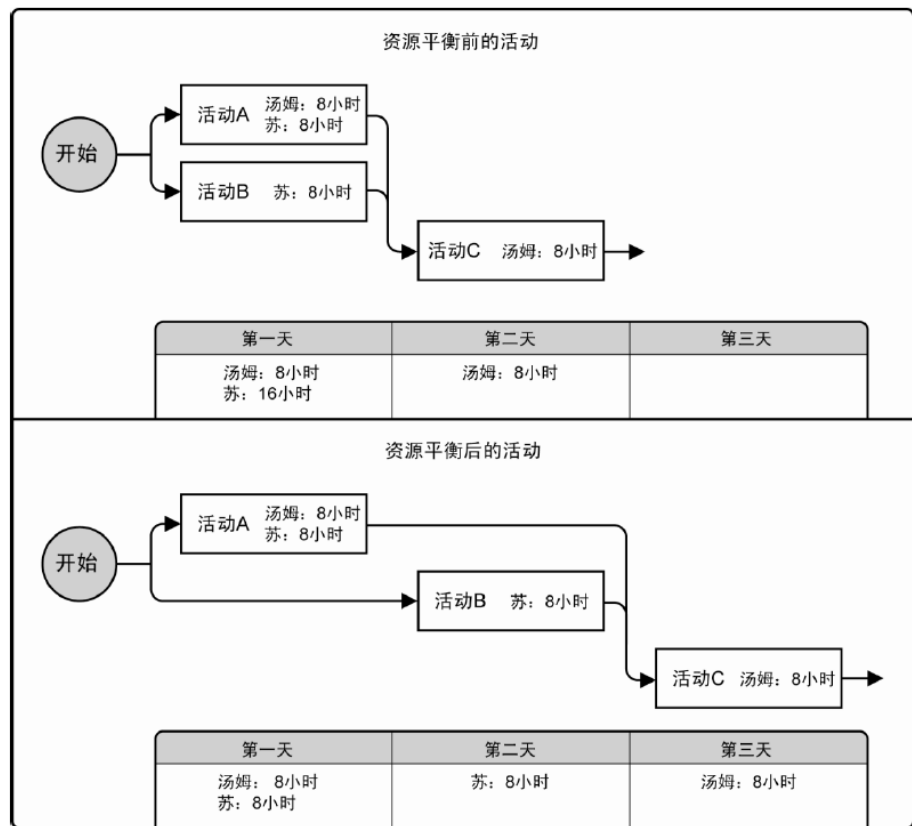 资源平衡前的活动
开始
活动A 汤姆：8小时
苏：8小时
活动B 苏：8小时
活动C 汤姆：8小时
第一天 第二天 第三天
汤姆：8小时 汤姆：8小时
苏：16小时
资源平衡后的活动
开始
活动A 汤姆：8小时
苏：8小时
活动B 苏：8小时
活动C 汤姆：8小时
第一天 第二天 第三天
汤姆： 8小时 苏：8小时 汤姆：8小时
苏：8小时